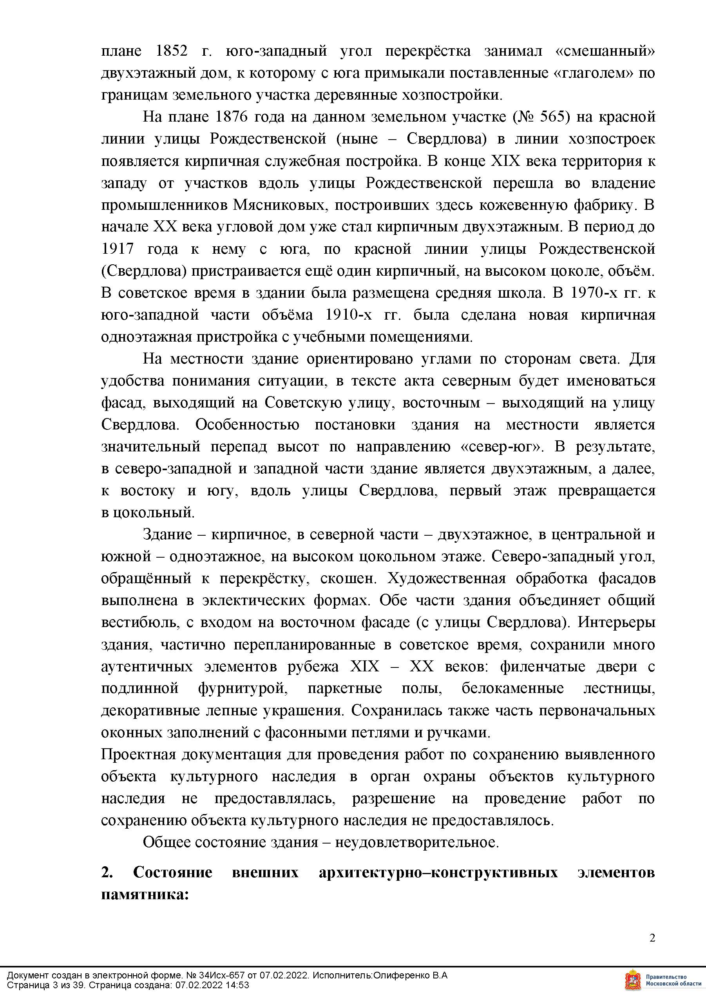 плане 1852 г. юго-западный угол перекрёстка занимал «смешанный»
двухэтажный дом, к которому с юга примыкали поставленные «глаголем» по
границам земельного участка деревянные хозпостройки.
На плане 1876 года на данном земельном участке (№ 565) на красной
линии улицы Рождественской (ныне – Свердлова) в линии хозпостроек
появляется кирпичная служебная постройка. В конце XIX века территория к
западу от участков вдоль улицы Рождественской перешла во владение
промышленников Мясниковых, построивших здесь кожевенную фабрику. В
начале XX века угловой дом уже стал кирпичным двухэтажным. В период до
1917 года к нему с юга, по красной линии улицы Рождественской
(Свердлова) пристраивается ещё один кирпичный, на высоком цоколе, объём.
В советское время в здании была размещена средняя школа. В 1970-х гг. к
юго-западной части объёма 1910-х гг. была сделана новая кирпичная
одноэтажная пристройка с учебными помещениями.
На местности здание ориентировано углами по сторонам света. Для
удобства понимания ситуации, в тексте акта северным будет именоваться
фасад, выходящий на Советскую улицу, восточным – выходящий на улицу
Свердлова. Особенностью постановки здания на местности является
значительный перепад высот по направлению «север-юг». В результате,
в северо-западной и западной части здание является двухэтажным, а далее,
к востоку и югу, вдоль улицы Свердлова, первый этаж превращается
в цокольный.
Здание – кирпичное, в северной части – двухэтажное, в центральной и
южной – одноэтажное, на высоком цокольном этаже. Северо-западный угол,
обращённый к перекрёстку, скошен. Художественная обработка фасадов
выполнена в эклектических формах. Обе части здания объединяет общий
вестибюль, с входом на восточном фасаде (с улицы Свердлова). Интерьеры
здания, частично перепланированные в советское время, сохранили много
аутентичных элементов рубежа XIX – XX веков: филенчатые двери с
подлинной фурнитурой, паркетные полы, белокаменные лестницы,
декоративные лепные украшения. Сохранилась также часть первоначальных
оконных заполнений с фасонными петлями и ручками.
Проектная документация для проведения работ по сохранению выявленного
объекта культурного наследия в орган охраны объектов культурного
наследия не предоставлялась, разрешение на проведение работ по
сохранению объекта культурного наследия не предоставлялось.
Общее состояние здания – неудовлетворительное.
2. Состояние внешних архитектурно–конструктивных элементов
памятника:
2
Документ создан в электронной форме. № 34Исх-657 от 07.02.2022. Исполнитель:Олиференко В.А
Страница 3 из 39. Страница создана: 07.02.2022 14:53
Правительство
Московской области